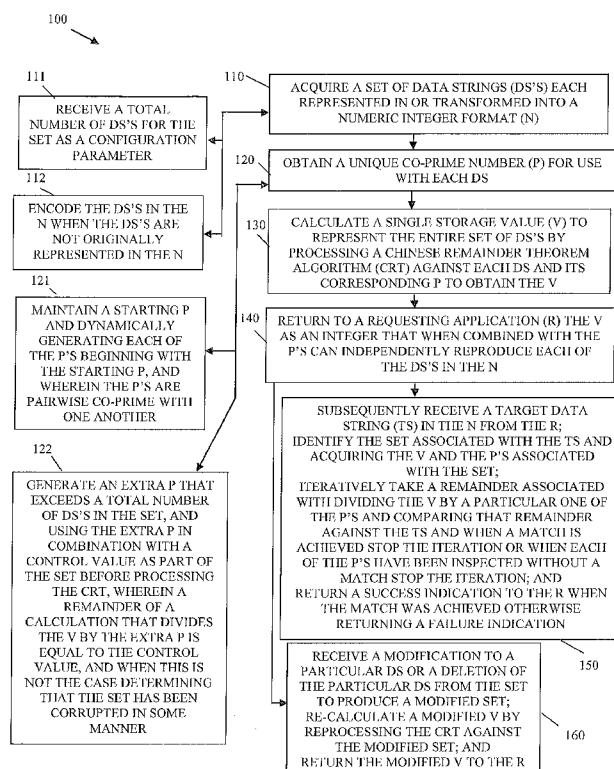 100
111
RECEIVE A TOTAL
NUMBER OF DS'S FOR THE
SET AS A CONFIGURATION
PARAMETER
112
ENCODE THE DS'S IN THE
N WHEN THE DS'S ARE
NOT ORIGINALLY
REPRESENTED IN THE N
121
MAINTAIN A STARTING P
AND DYNAMICALLY
GENERATING EACH OF
THE P'S BEGINNING WITH
THE STARTING P, AND
WHEREIN THE P'S ARE
PAIRWISE CO-PRIME WITH
ONE ANOTHER
122
GENERATE AN EXTRA P THAT
EXCEEDS A TOTAL NUMBER
OF DS'S IN THE SET, AND
USING THE EXTRA P IN
COMBINATION WITH A
CONTROL VALUE AS PART OF
THE SET BEFORE PROCESSING
THE CRT, WHEREIN A
REMAINDER OF A
CALCULATION THAT DIVIDES
THE V BY THE EXTRA P IS
EQUAL TO THE CONTROL
VALUE, AND WHEN THIS IS
NOT THE CASE DETERMINING
THAT THE SET HAS BEEN
CORRUPTED IN SOME
MANNER
110
ACQUIRE A SET OF DATA STRINGS (DS'S) EACH
REPRESENTED IN OR TRANSFORMED INTO A
NUMERIC INTEGER FORMAT (N)
120
OBTAIN A UNIQUE CO-PRIME NUMBER (P) FOR USE
WITH EACH DS
130
CALCULATE A SINGLE STORAGE VALUE (V) TO
REPRESENT THE ENTIRE SET OF DS'S BY
PROCESSING A CHINESE REMAINDER THEOREM
ALGORITHM (CRT) AGAINST EACH DS AND ITS
CORRESPONDING P TO OBTAIN THE V
140
RETURN TO A REQUESTING APPLICATION (R) THE V
AS AN INTEGER THAT WHEN COMBINED WITH THE
P'S CAN INDEPENDENTLY REPRODUCE EACH OF
THE DS'S IN THE N
SUBSEQUENTLY RECEIVE A TARGET DATA
STRING (TS) IN THE N FROM THE R;
IDENTIFY THE SET ASSOCIATED WITH THE TS AND
ACQUIRING THE V AND THE P'S ASSOCIATED
WITH THE SET;
ITERATIVELY TAKE A REMAINDER ASSOCIATED
WITH DIVIDING THE V BY A PARTICULAR ONE OF
THE P'S AND COMPARING THAT REMAINDER
AGAINST THE TS AND WHEN A MATCH IS
ACHIEVED STOP THE ITERATION OR WHEN EACH
OF THE P'S HAVE BEEN INSPECTED WITHOUT A
MATCH STOP THE ITERATION; AND
RETURN A SUCCESS INDICATION TO THE R WHEN
THE MATCH WAS ACHIEVED OTHERWISE
RETURNING A FAILURE INDICATION
150
RECEIVE A MODIFICATION TO A
PARTICULAR DS OR A DELETION OF
THE PARTICULAR DS FROM THE SET
TO PRODUCE A MODIFIED SET;
RE-CALCULATE A MODIFIED V BY
REPROCESSING THE CRT AGAINST
THE MODIFIED SET; AND
RETURN THE MODIFIED V TO THE R
160